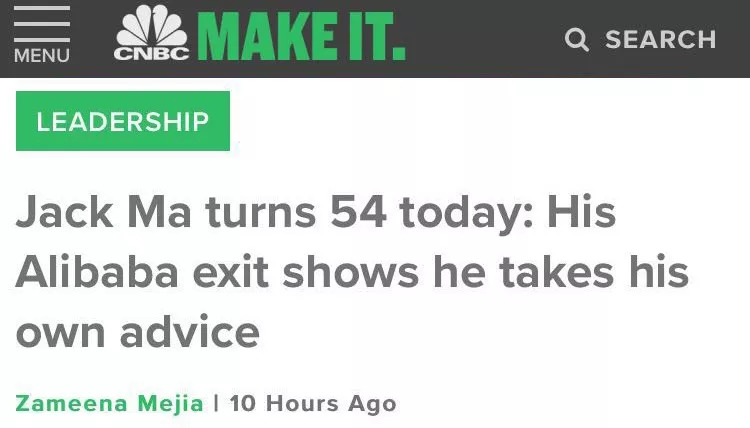 MENU
CNBC MAKE IT.
SEARCH
LEADERSHIP
Jack Ma turns 54 today: His
Alibaba exit shows he takes his
own advice
Zameena Mejia | 10 Hours Ago